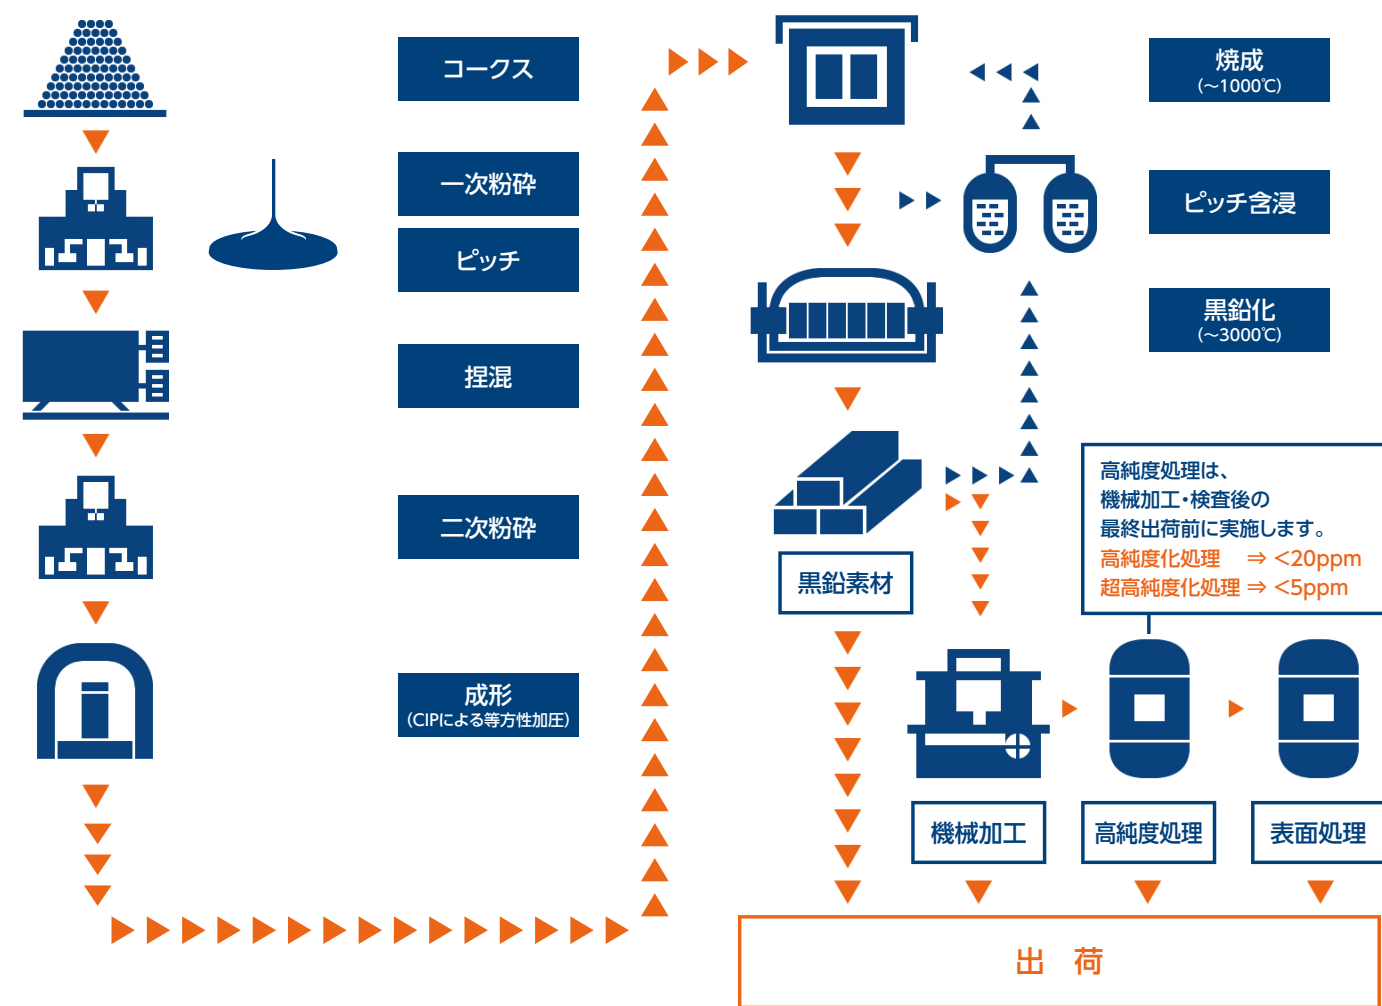 コークス
一次粉砕
ピッチ
捏混
二次粉砕
成形
(CIPによる等方性加圧)
焼成
(～1000℃)
ピッチ含浸
黒鉛化
(～3000℃)
黒鉛素材
高純度処理は、
機械加工・検査後の
最終出荷前に実施します。
高純度化処理 ⇒ <20ppm
超高純度化処理 ⇒ <5ppm
機械加工
高純度処理
表面処理
出 荷